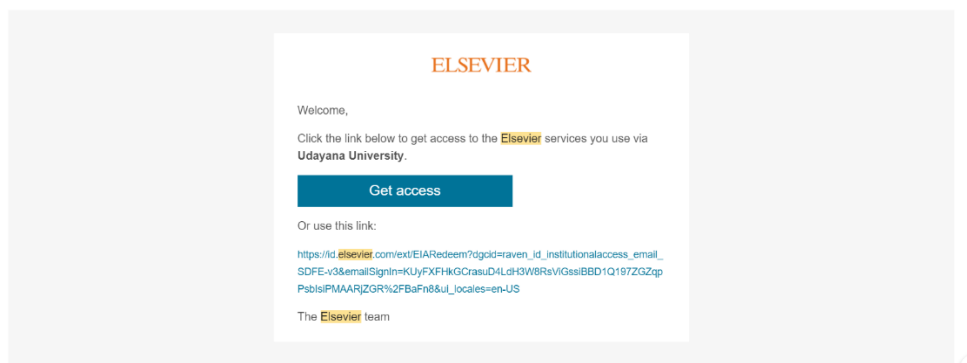 ELSEVIER
Welcome,
Click the link below to get access to the Elsevier services you use via
Udayana University.
Get access
Or use this link:
https://id.elsevier.com/ext/EIARedeem?dgcid=raven_id_institutionalaccess_email_
SDFE-v3&emailSignIn=KUyFXFHkGCrasuD4LdH3W8RsViGssiBBD1Q197ZGZqp
PsbIsIPMAARjZGR%2FBaFn8&ui_locales=en-US
The Elsevier team